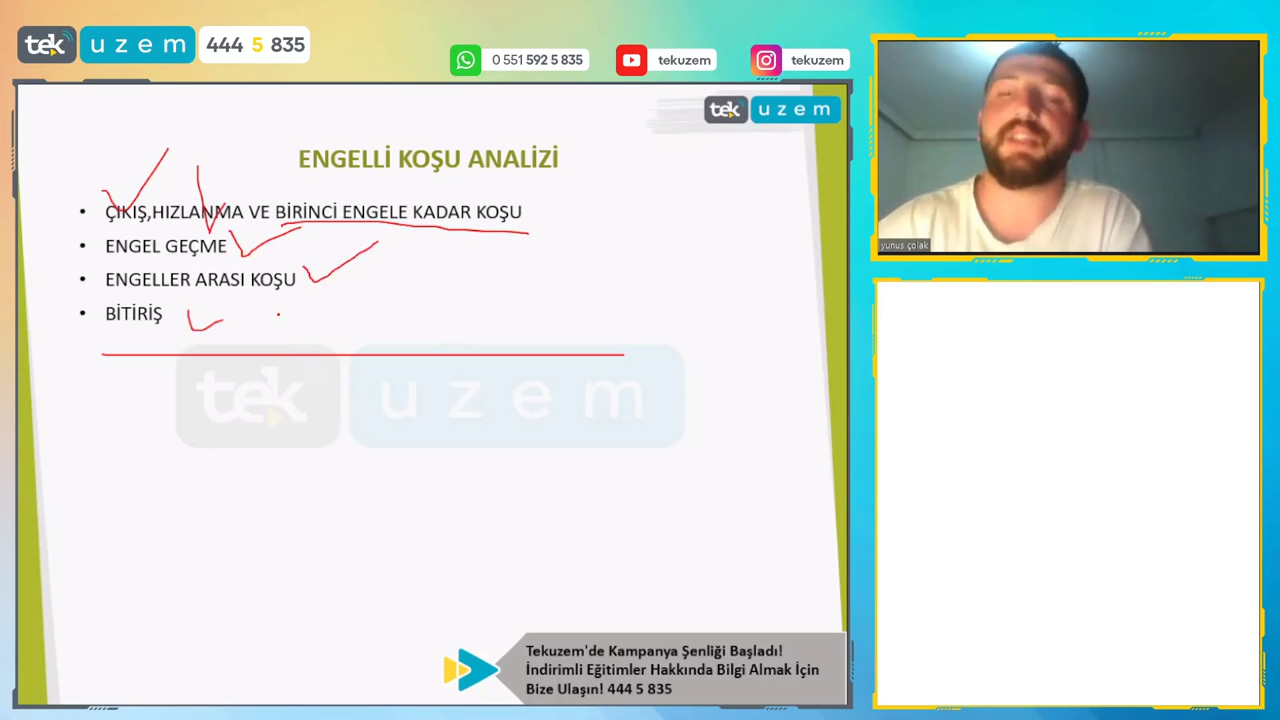 tek uzem 444 5 835
0 551 592 5 835
tekuzem
tekuzem
tek uzem
ENGELLİ KOŞU ANALİZİ
• ÇIKIŞ,HIZLANMA VE BİRİNCİ ENGELE KADAR KOŞU
• ENGEL GEÇME
• ENGELLER ARASI KOŞU
• BİTİRİŞ
tek uzem
Tekuzem'de Kampanya Şenliği Başladı!
İndirimli Eğitimler Hakkında Bilgi Almak İçin
Bize Ulaşın! 444 5 835
yunus çolak